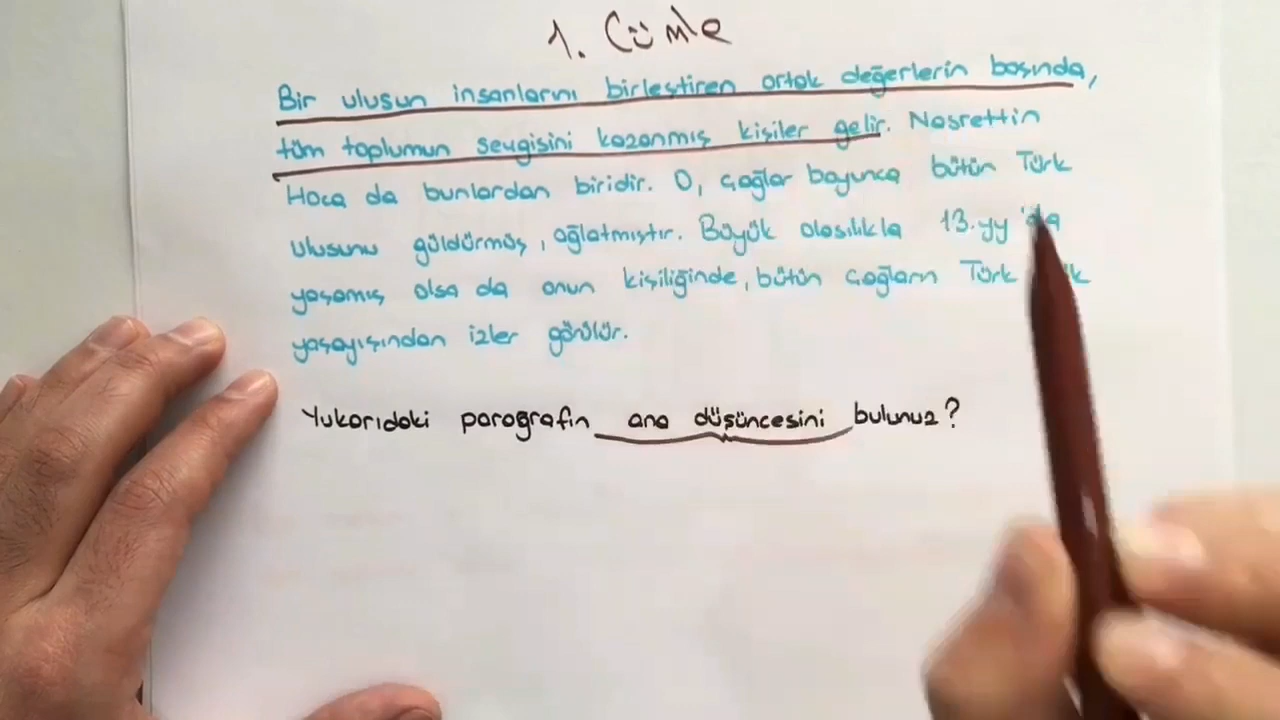 1. Cümle
Bir ulusun insanlarını birleştiren ortak değerlerin başında,
tüm toplumun sevgisini kazanmış kişiler gelir. Nasrettin
Hoca da bunlardan biridir. O, çağlar boyunca bütün Türk
ulusunu güldürmüş, ağlatmıştır. Büyük olasılıkla 13.yy 'da
yaşamış olsa da onun kişiliğinde, bütün çağların Türk
yaşayışından izler görülür.
Yukarıdaki paragrafın ana düşüncesini bulunuz?